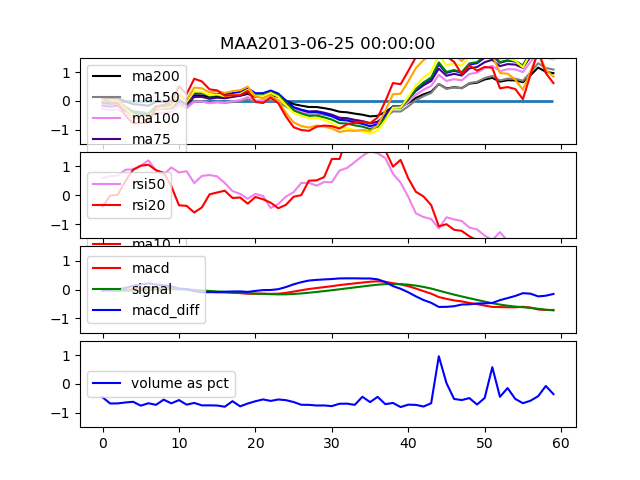 MAA2013-06-25 00:00:00
1
0
−1
ma200
ma150
ma100
ma75
1
0
−1
rsi50
rsi20
ma10
1
0
−1
macd
signal
macd_diff
1
0
−1
volume as pct
0 10 20 30 40 50 60